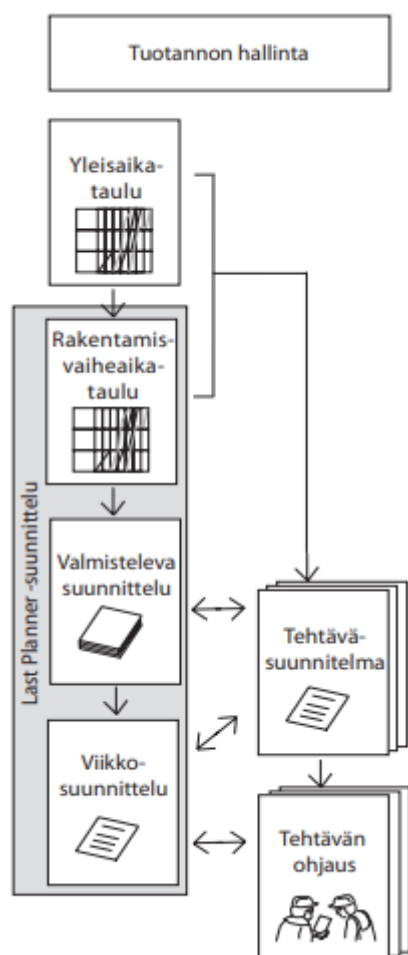 Tuotannon hallinta
Yleisaika-
taulu
Rakentamis-
vaiheaika-
taulu
Last Planner -suunnittelu
Valmisteleva
suunnittelu
Tehtävä-
suunnitelma
Viikko-
suunnittelu
Tehtävän
ohjaus